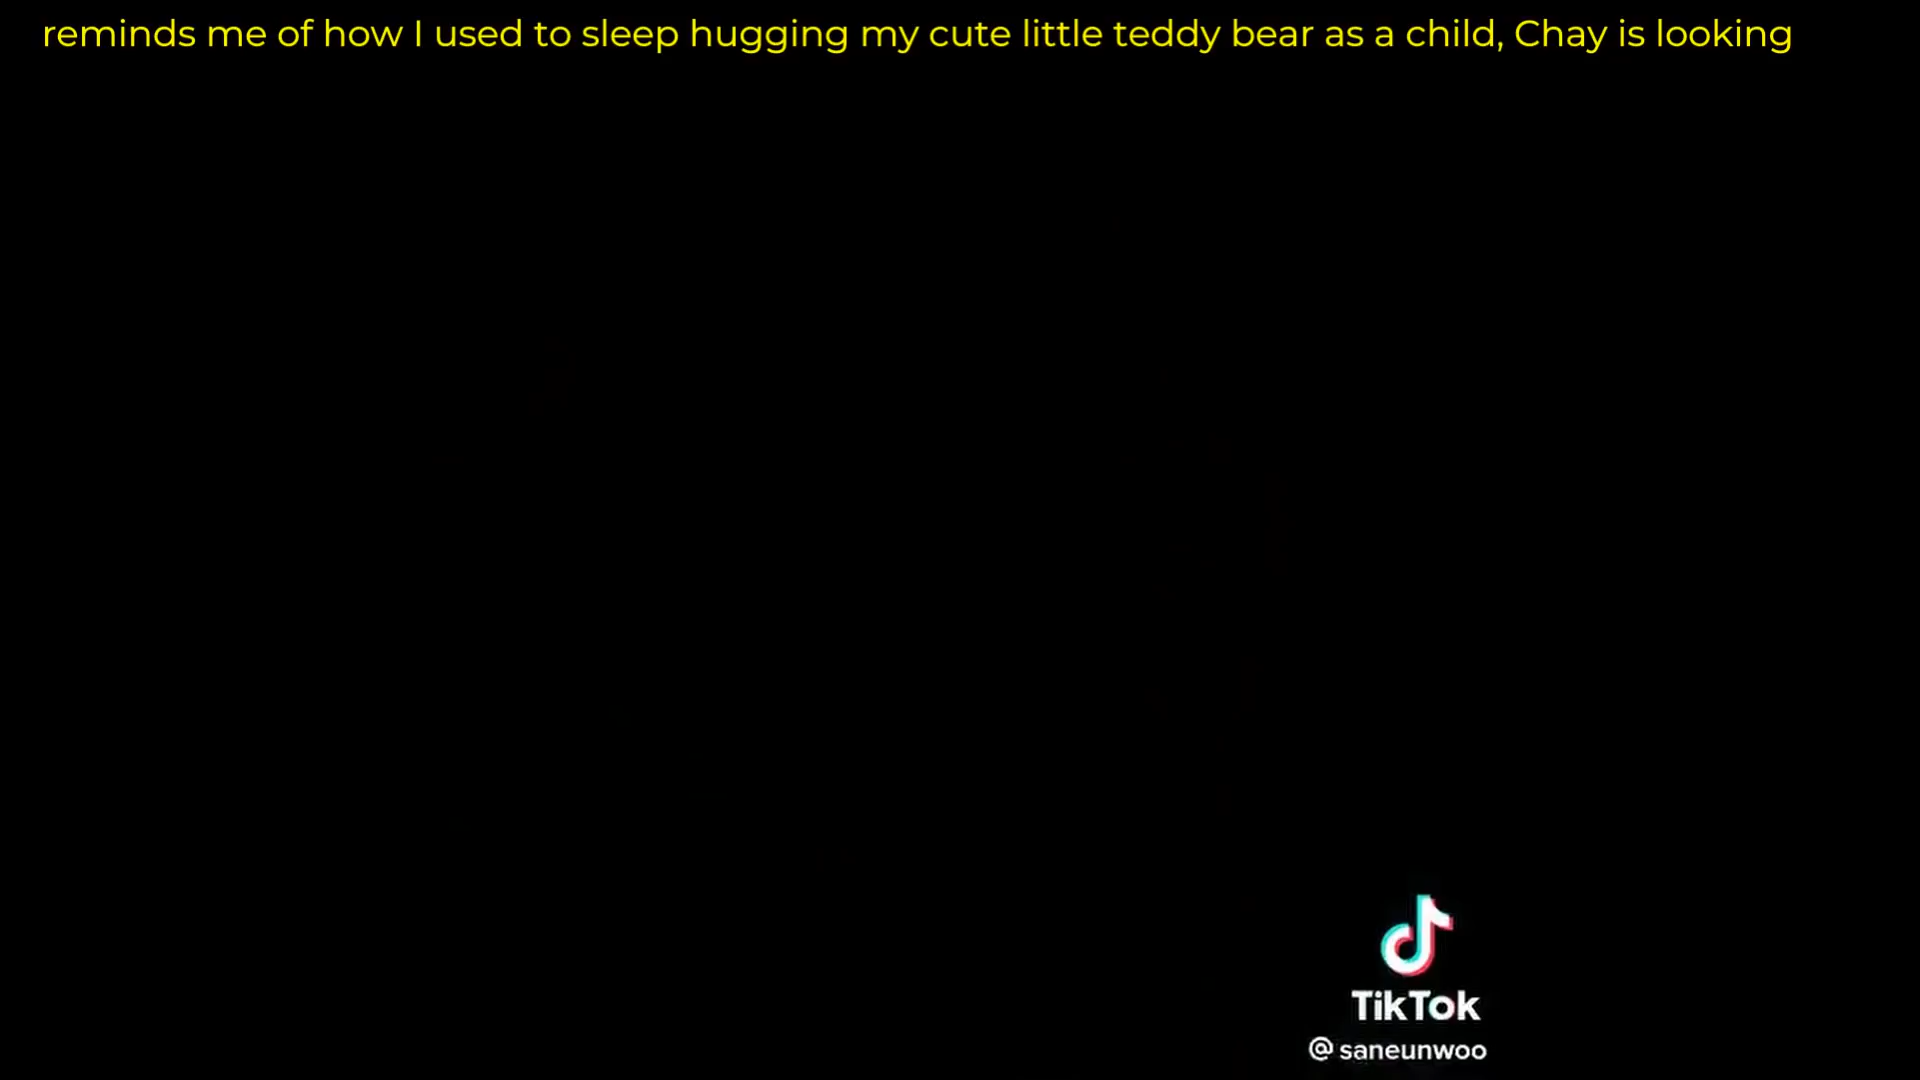 reminds me of how I used to sleep hugging my cute little teddy bear as a child, Chay is looking
TikTok
@saneunwoo